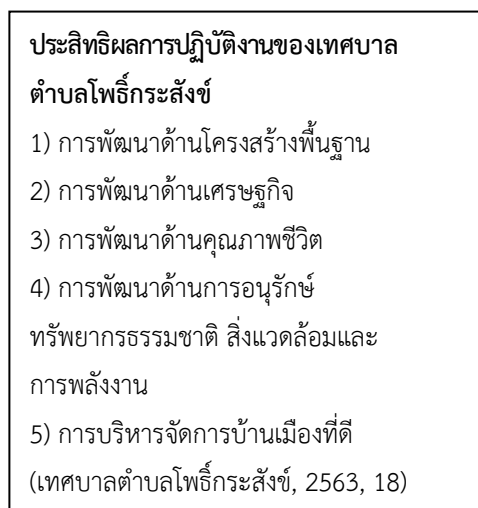 ประสิทธิผลการปฏิบัติงานของเทศบาล
ตำบลโพธิ์กระสังข์
1) การพัฒนาด้านโครงสร้างพื้นฐาน
2) การพัฒนาด้านเศรษฐกิจ
3) การพัฒนาด้านคุณภาพชีวิต
4) การพัฒนาด้านการอนุรักษ์
ทรัพยากรธรรมชาติ สิ่งแวดล้อมและ
การพลังงาน
5) การบริหารจัดการบ้านเมืองที่ดี
(เทศบาลตำบลโพธิ์กระสังข์, 2563, 18)